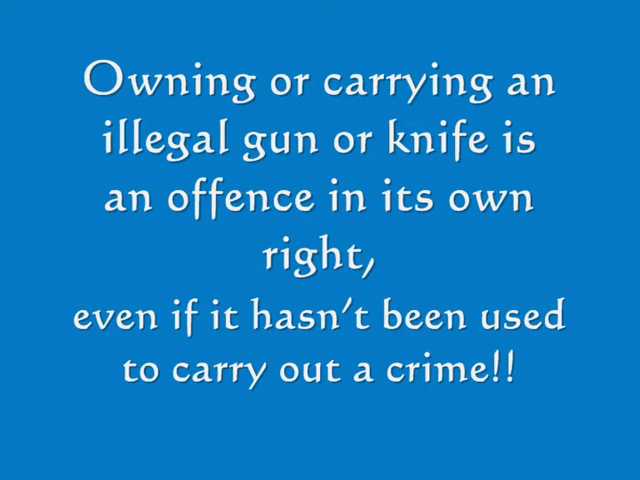 Owning or carrying an
illegal gun or knife is
an offence in its own
right,
even if it hasn’t been used
to carry out a crime!!